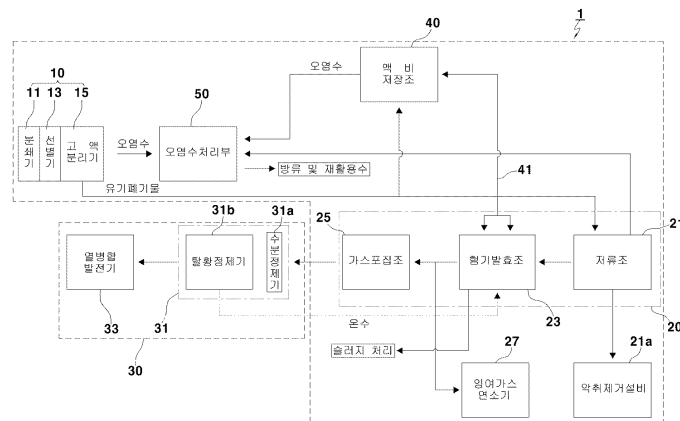 1
40
액 비
저장조
오염수
10
11 13 15
50
분쇄기
선별기
고 액
분리기
오염수
오염수처리부
방류 및 재활용수
41
유기폐기물
31b
31a
25
21
열병합
발전기
탈황정제기
수분정제기
가스포집조
혐기발효조
저류조
33
31
23
20
온수
30
슬러지 처리
27
21a
잉여가스
연소기
악취제거설비